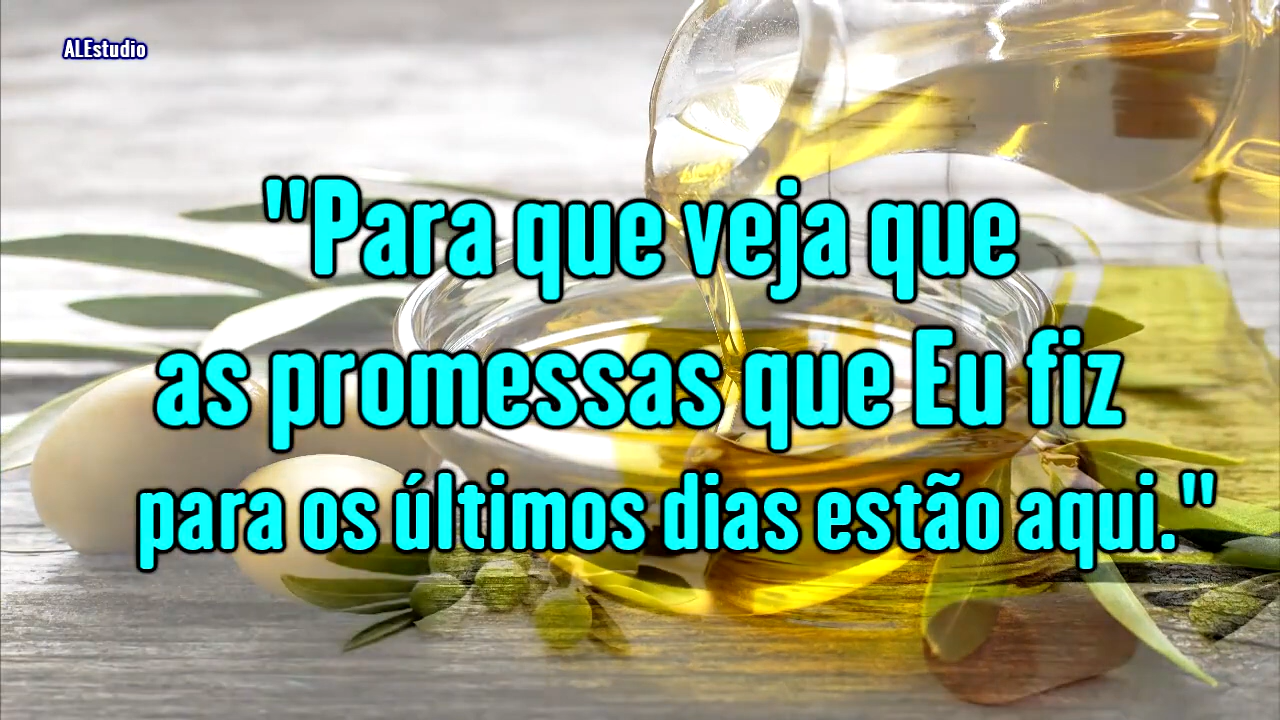 ALEstudio
"Para que veja que
as promessas que Eu fiz
para os últimos dias estão aqui."